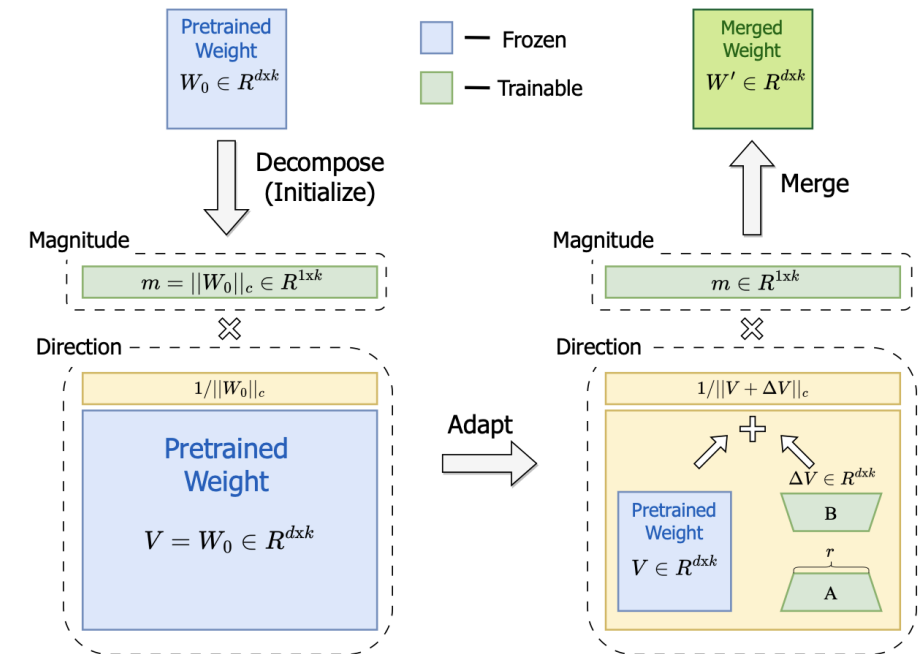 Pretrained
Weight
W₀ ∈ R^{dxk}
— Frozen
— Trainable
Merged
Weight
W′ ∈ R^{dxk}
Decompose
(Initialize)
Merge
Magnitude
m = ||W₀||_c ∈ R^{1xk}
Direction
1/||W₀||_c
Pretrained
Weight
V = W₀ ∈ R^{dxk}
Adapt
Magnitude
m ∈ R^{1xk}
Direction
1/||V + ΔV||_c
Pretrained
Weight
V ∈ R^{dxk}
ΔV ∈ R^{dxk}
B
r
A